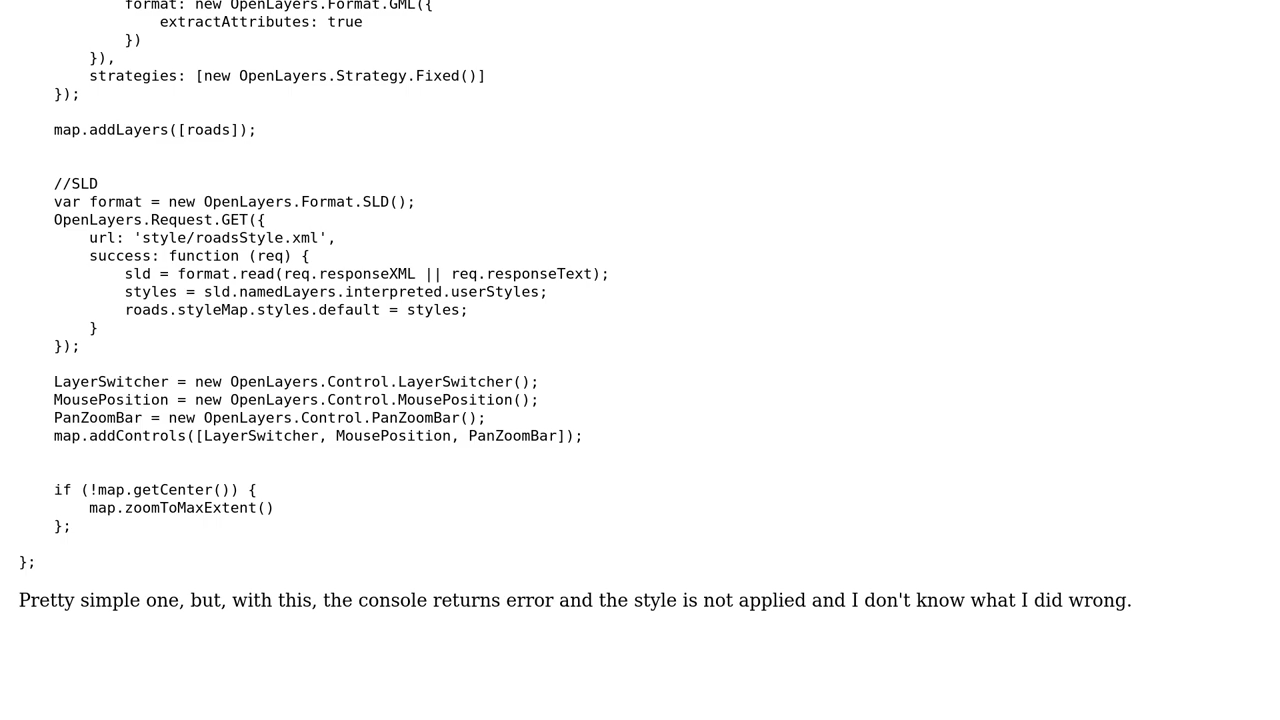 format: new OpenLayers.Format.GML({
extractAttributes: true
})
}),
strategies: [new OpenLayers.Strategy.Fixed()]
});
map.addLayers([roads]);
//SLD
var format = new OpenLayers.Format.SLD();
OpenLayers.Request.GET({
url: 'style/roadsStyle.xml',
success: function (req) {
sld = format.read(req.responseXML || req.responseText);
styles = sld.namedLayers.interpreted.userStyles;
roads.styleMap.styles.default = styles;
}
});
LayerSwitcher = new OpenLayers.Control.LayerSwitcher();
MousePosition = new OpenLayers.Control.MousePosition();
PanZoomBar = new OpenLayers.Control.PanZoomBar();
map.addControls([LayerSwitcher, MousePosition, PanZoomBar]);
if (!map.getCenter()) {
map.zoomToMaxExtent()
};
};
Pretty simple one, but, with this, the console returns error and the style is not applied and I don't know what I did wrong.